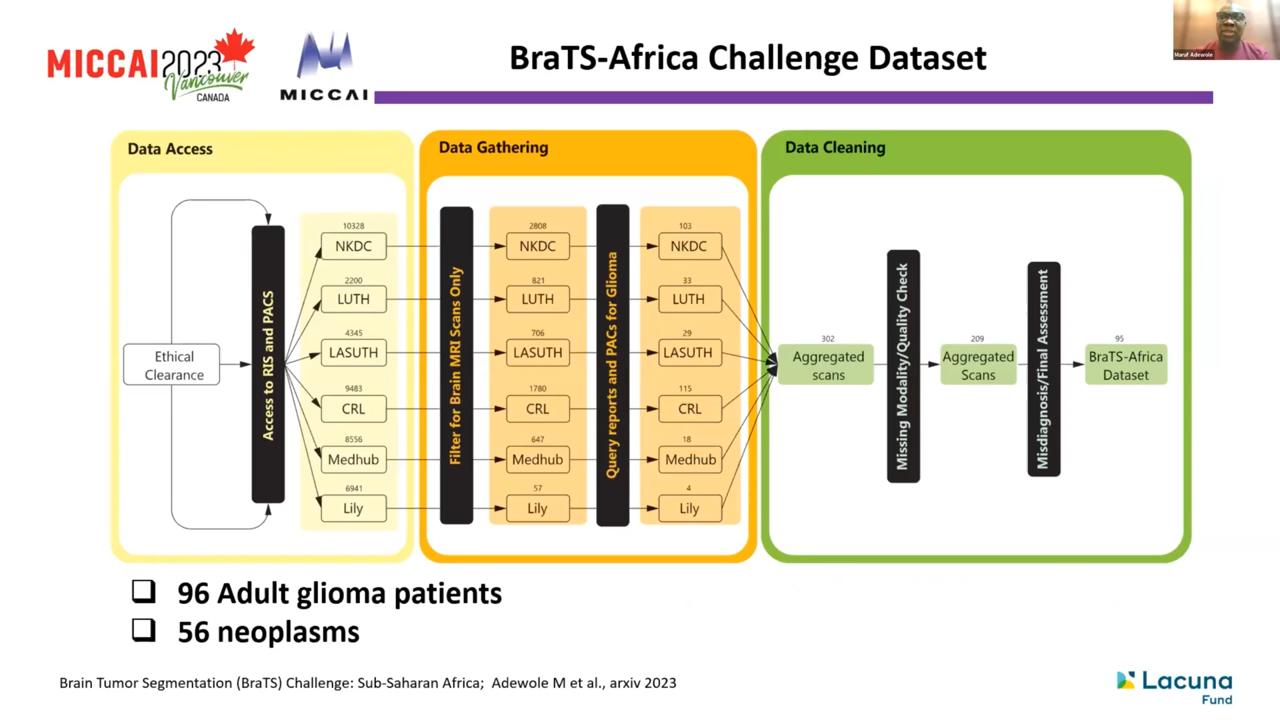 MICCAI2023
Vancouver
CANADA
MICCAI
BraTS-Africa Challenge Dataset
Maruf Adewole
Data Access
Ethical
Clearance
Access to RIS and PACS
10328
NKDC
2200
LUTH
4345
LASUTH
9483
CRL
8556
Medhub
6941
Lily
Data Gathering
Filter for Brain MRI Scans Only
2808
NKDC
821
LUTH
706
LASUTH
1780
CRL
647
Medhub
57
Lily
Query reports and PACs for Glioma
103
NKDC
33
LUTH
29
LASUTH
115
CRL
18
Medhub
4
Lily
Data Cleaning
302
Aggregated
scans
Missing Modality/Quality Check
209
Aggregated
Scans
Misdiagnosis/Final Assessment
95
BraTS-Africa
Dataset
96 Adult glioma patients
56 neoplasms
Brain Tumor Segmentation (BraTS) Challenge: Sub-Saharan Africa; Adewole M et al., arxiv 2023
Lacuna
Fund